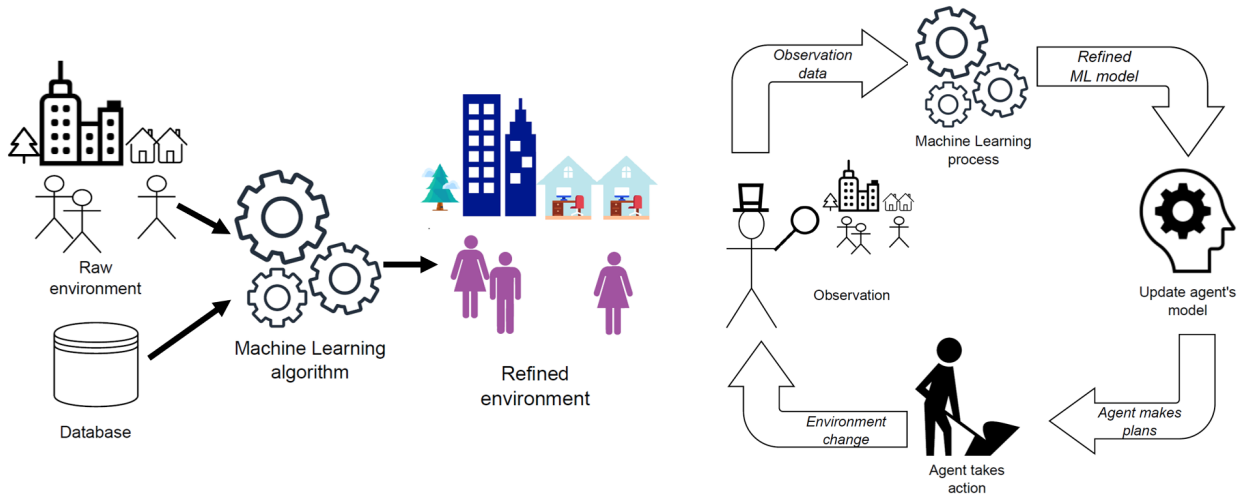 Raw
environment
Database
Machine Learning
algorithm
Refined
environment
Observation
data
Machine Learning
process
Refined
ML model
Update agent's
model
Agent makes
plans
Agent takes
action
Environment
change
Observation